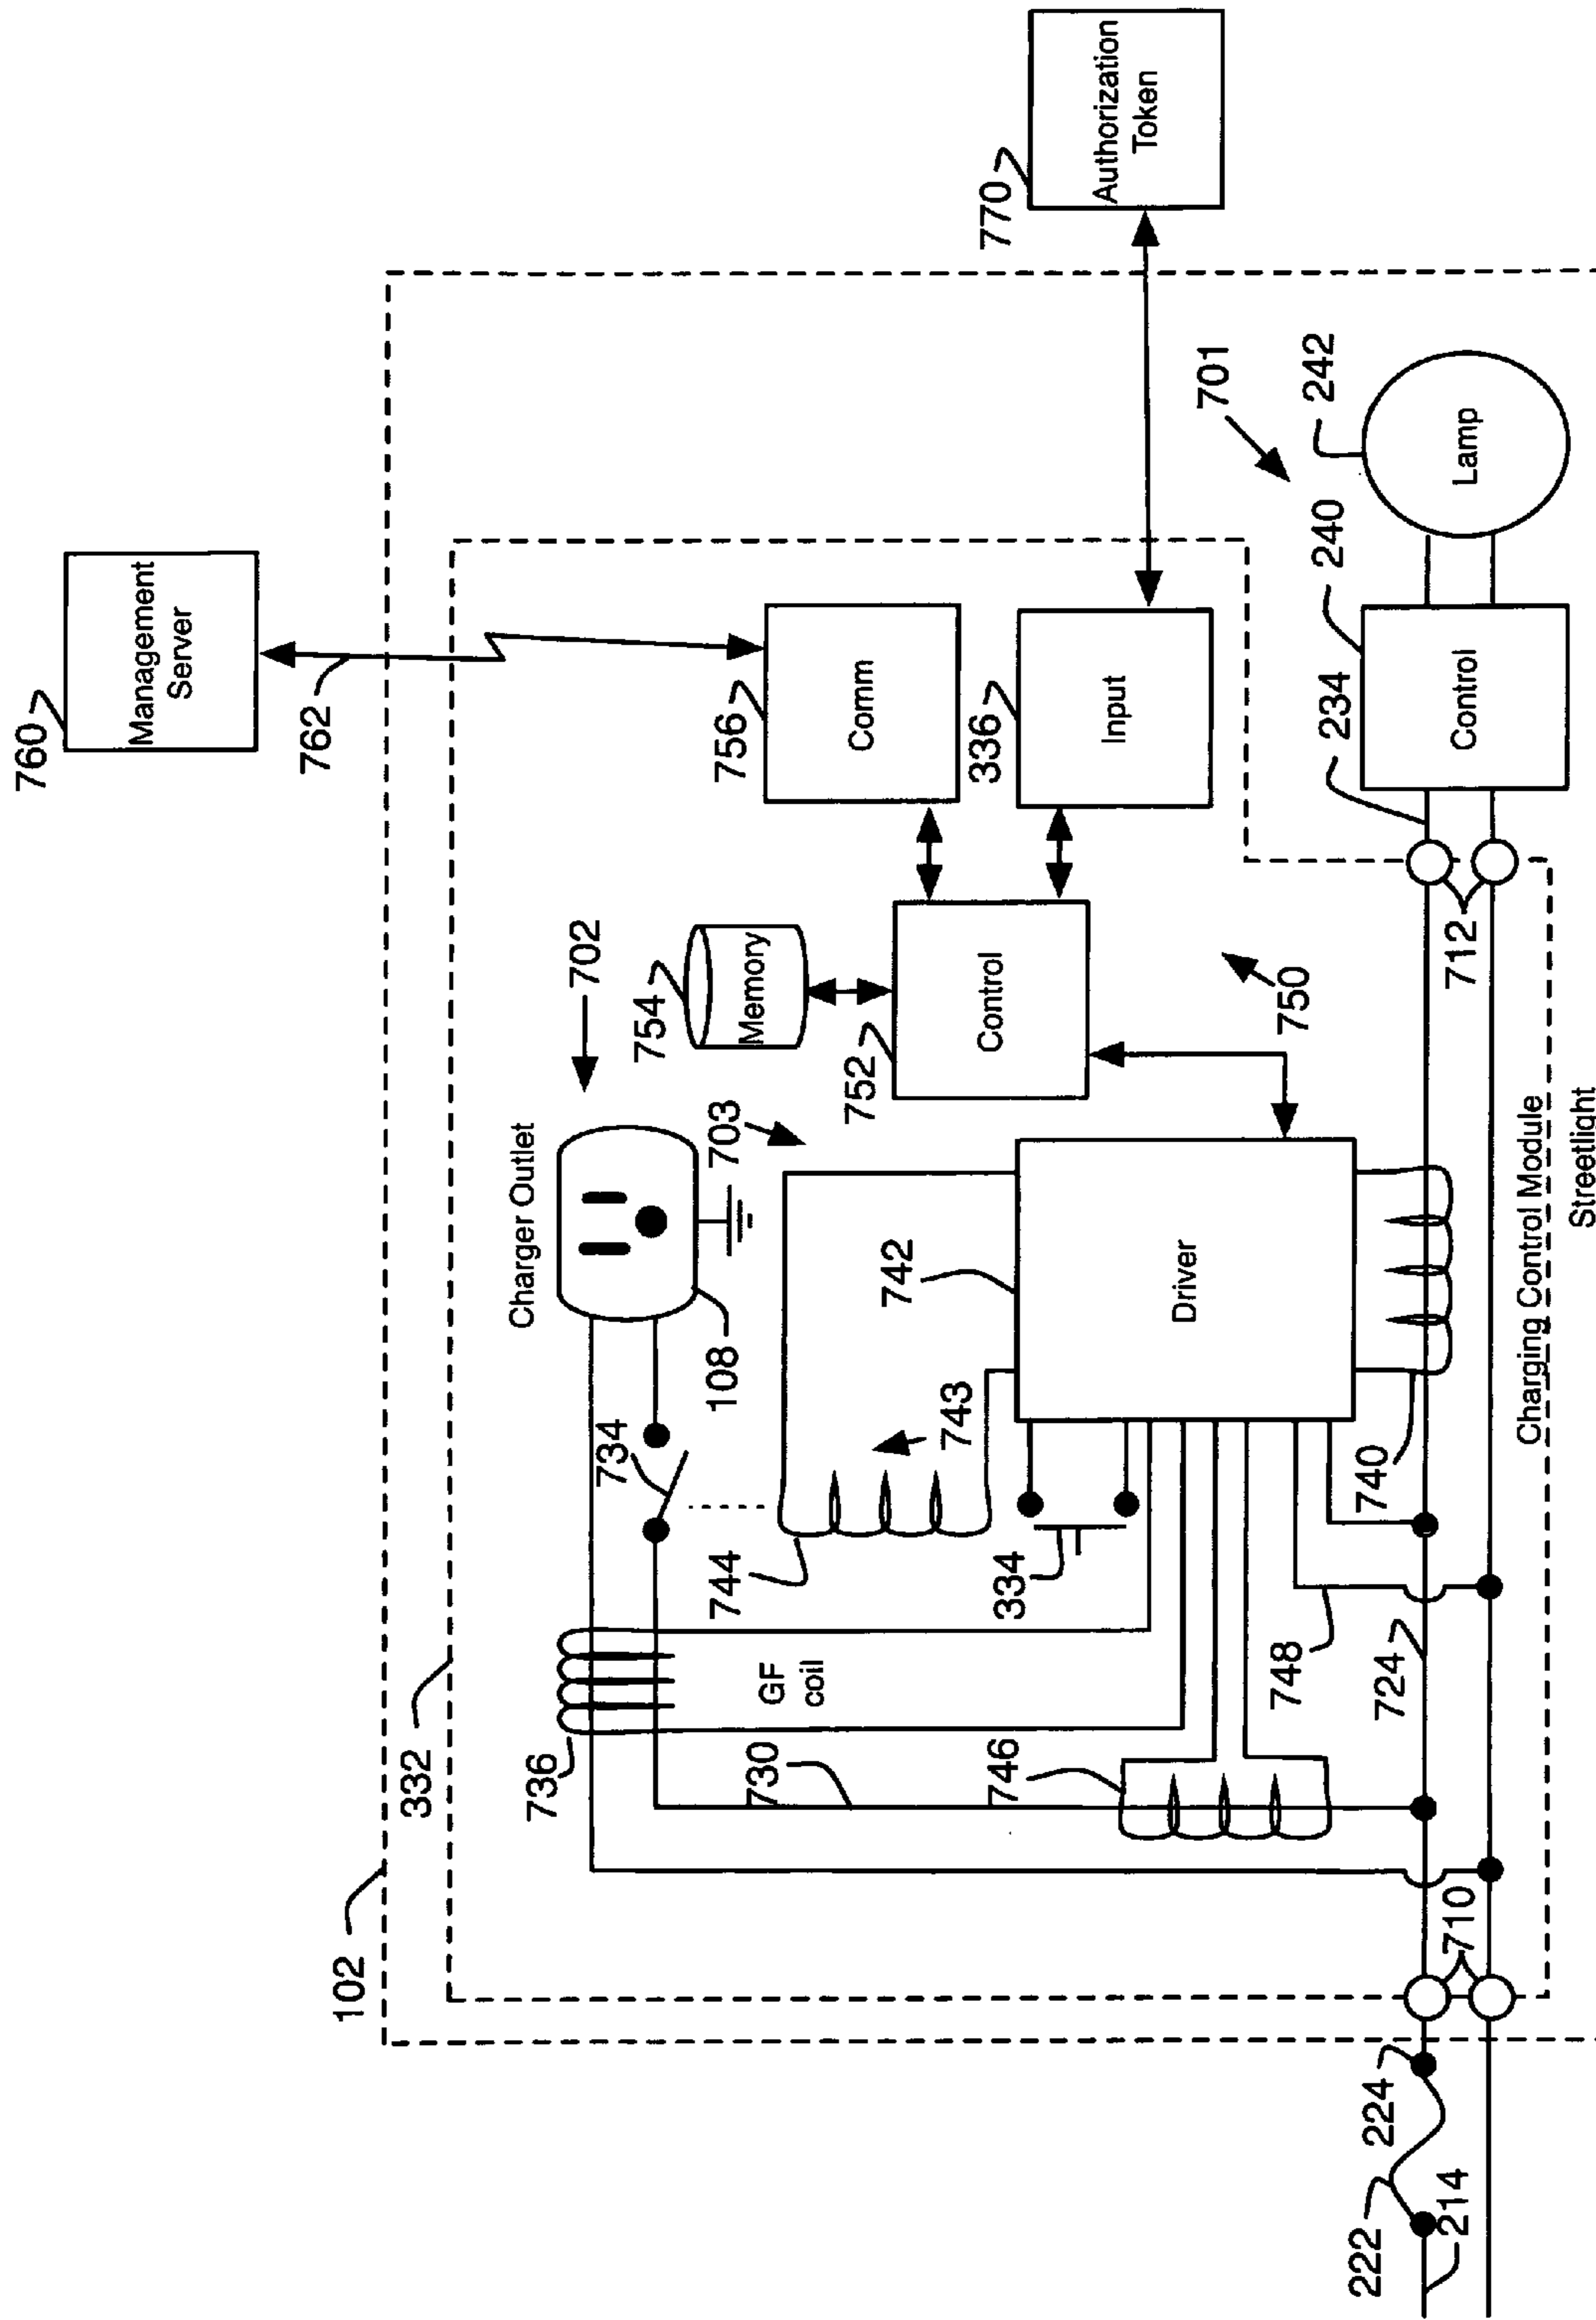 760
Management
Server
762
102
332
Charger Outlet
702
734
108
736
GF
coil
730
744
743
703
754
Memory
756
Comm
752
Control
336
Input
770
Authorization
Token
742
Driver
334
746
748
724
740
750
701
222
224
214
710
712
234
240
Control
242
Lamp
Charging Control Module
Streetlight